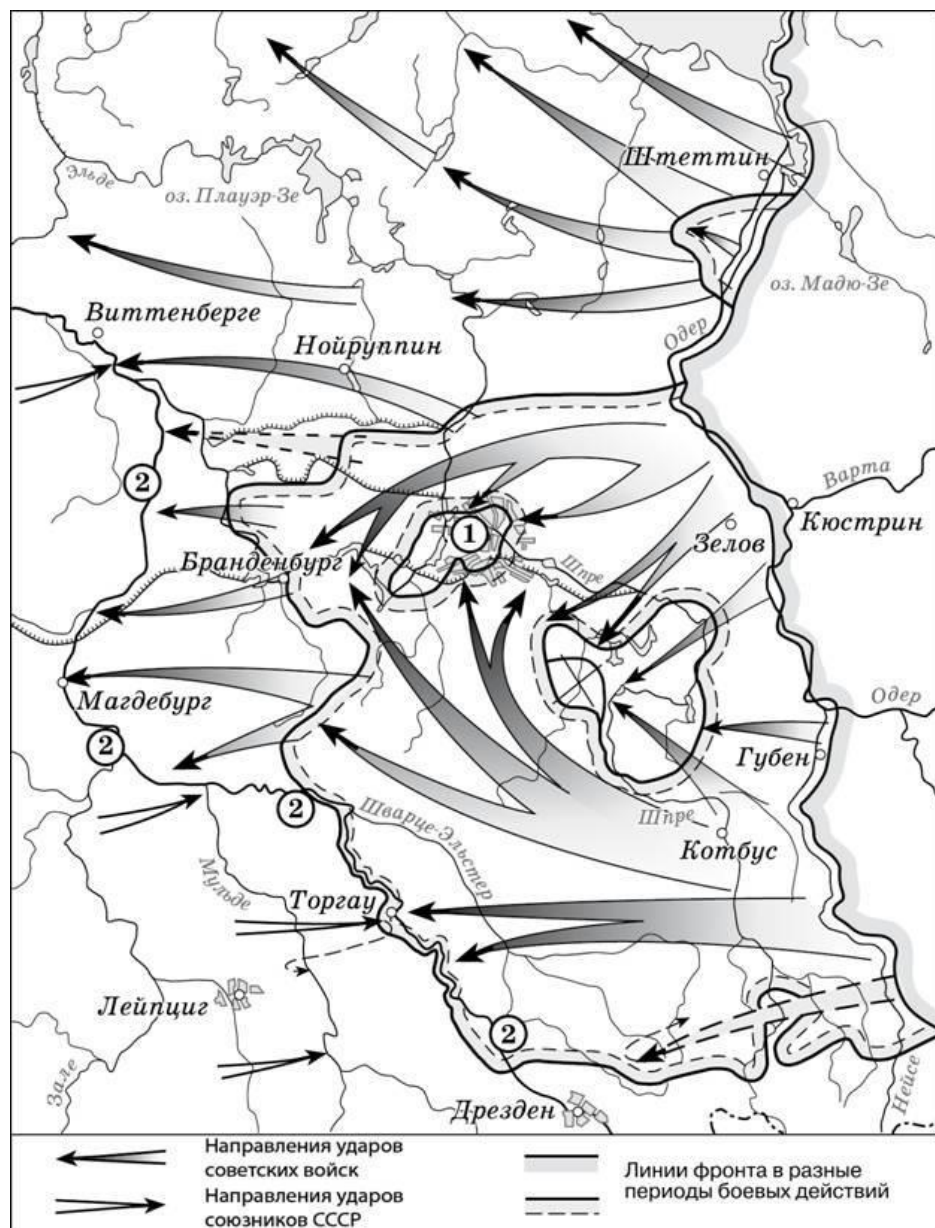 Штеттин
Эльде
оз. Плауэр-Зе
оз. Мадю-Зе
Виттенберге
Одер
Нойруппин
2
Варта
Кюстрин
1
Зелов
Бранденбург
Шпре
Магдебург
Одер
2
Губен
2
Шварце-Эльстер
Шпре
Котбус
Мульде
Торгау
Лейпциг
2
Зале
Дрезден
Нейсе
Направления ударов
советских войск
Направления ударов
союзников СССР
Линии фронта в разные
периоды боевых действий